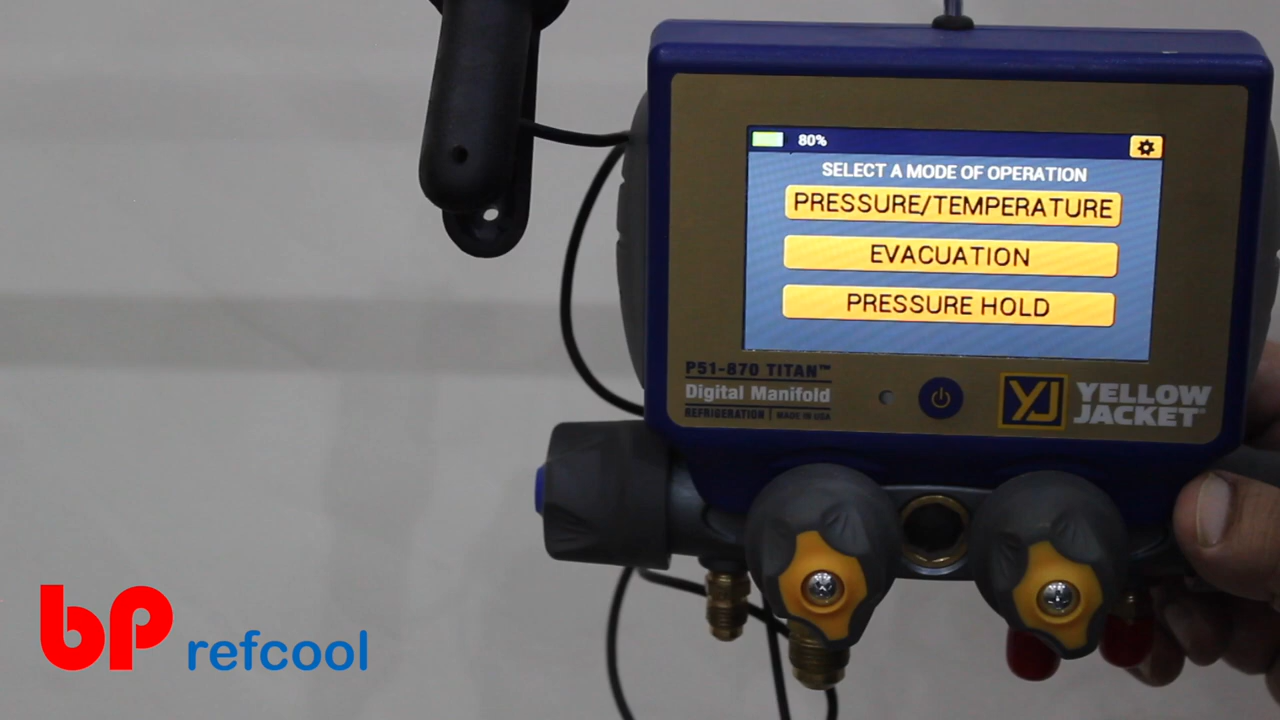 80%
SELECT A MODE OF OPERATION
PRESSURE/TEMPERATURE
EVACUATION
PRESSURE HOLD
P51-870 TITAN™
Digital Manifold
REFRIGERATION | MADE IN USA
YJ YELLOW
JACKET®
bp refcool